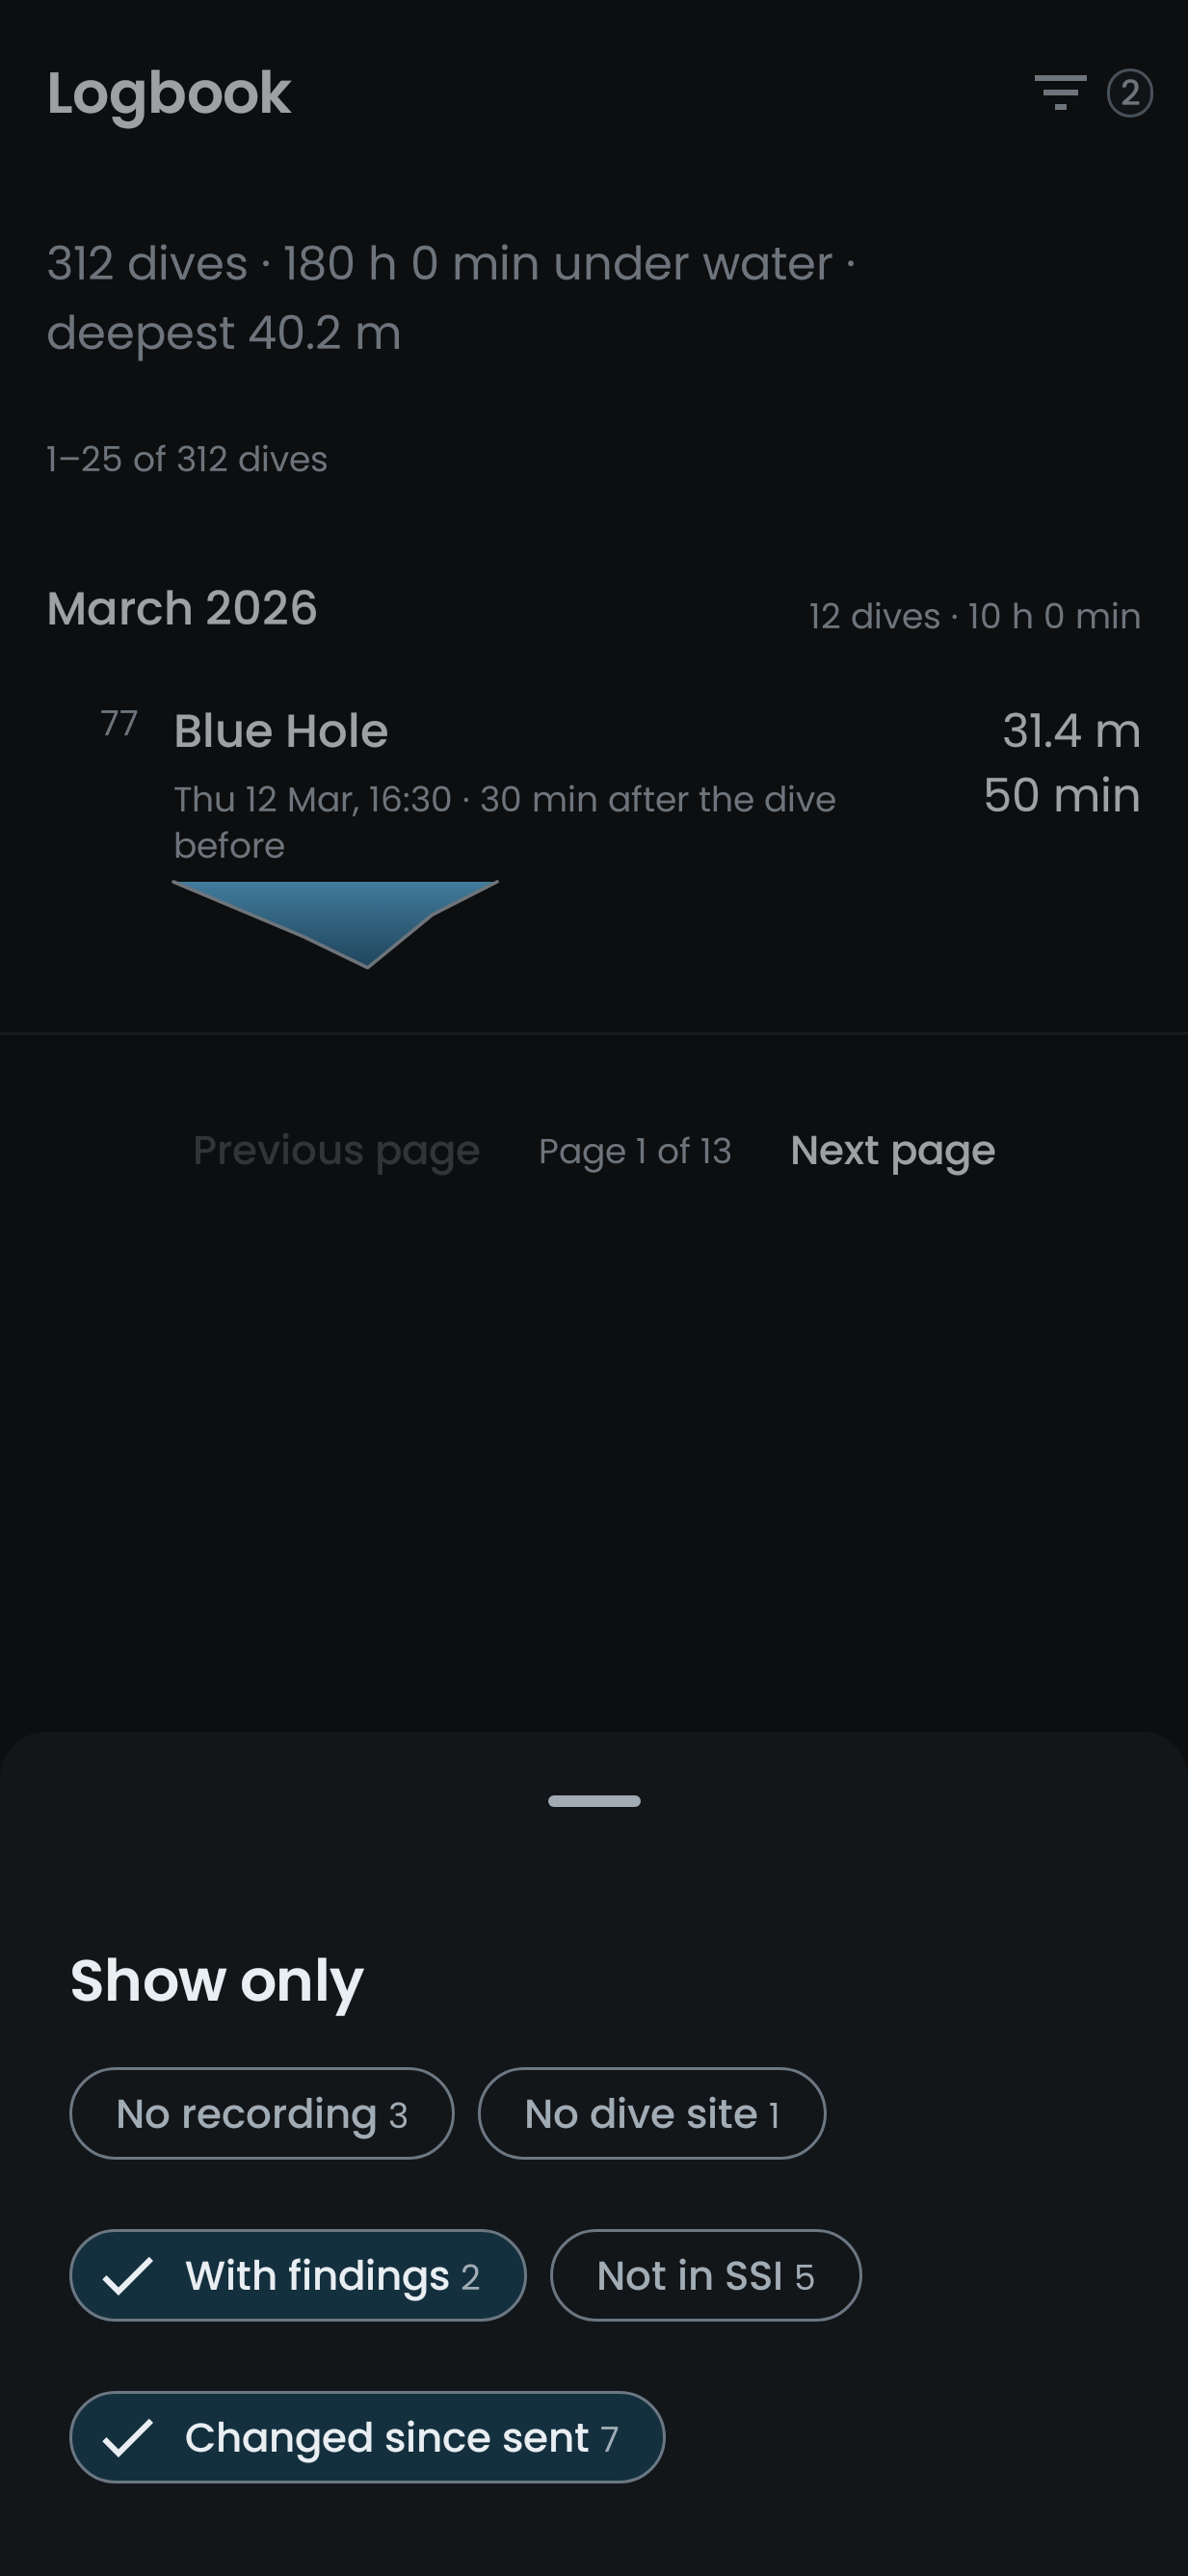 Logbook
2
312 dives · 180 h 0 min under water ·
deepest 40.2 m
1–25 of 312 dives
March 2026
12 dives · 10 h 0 min
77
Blue Hole
31.4 m
Thu 12 Mar, 16:30 · 30 min after the dive
before
50 min
Previous page
Page 1 of 13
Next page
Show only
No recording 3
No dive site 1
With findings 2
Not in SSI 5
Changed since sent 7